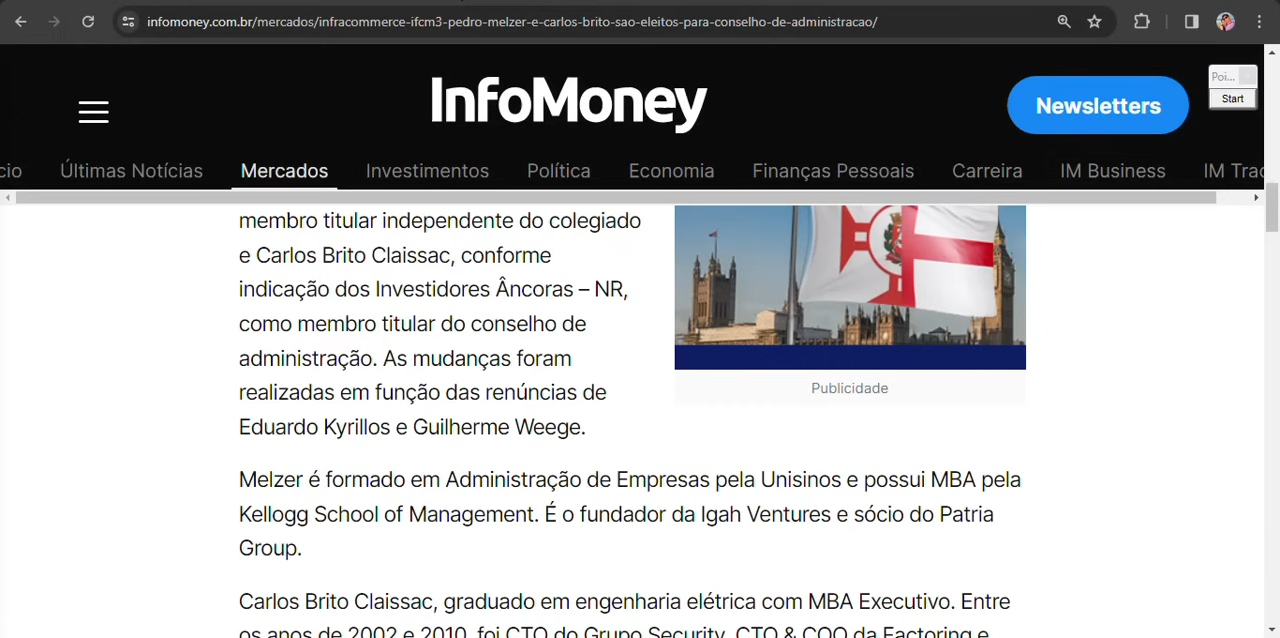 infomoney.com.br/mercados/infracommerce-ifcm3-pedro-melzer-e-carlos-brito-sao-eleitos-para-conselho-de-administracao/
InfoMoney
Newsletters
Poi...
Start
cio Últimas Notícias Mercados Investimentos Política Economia Finanças Pessoais Carreira IM Business IM Trad
membro titular independente do colegiado
e Carlos Brito Claissac, conforme
indicação dos Investidores Âncoras – NR,
como membro titular do conselho de
administração. As mudanças foram
realizadas em função das renúncias de
Eduardo Kyrillos e Guilherme Weege.
Publicidade
Melzer é formado em Administração de Empresas pela Unisinos e possui MBA pela
Kellogg School of Management. É o fundador da Igah Ventures e sócio do Patria
Group.
Carlos Brito Claissac, graduado em engenharia elétrica com MBA Executivo. Entre
os anos de 2002 e 2010, foi CTO do Grupo Security, CTO & COO da Factoring e